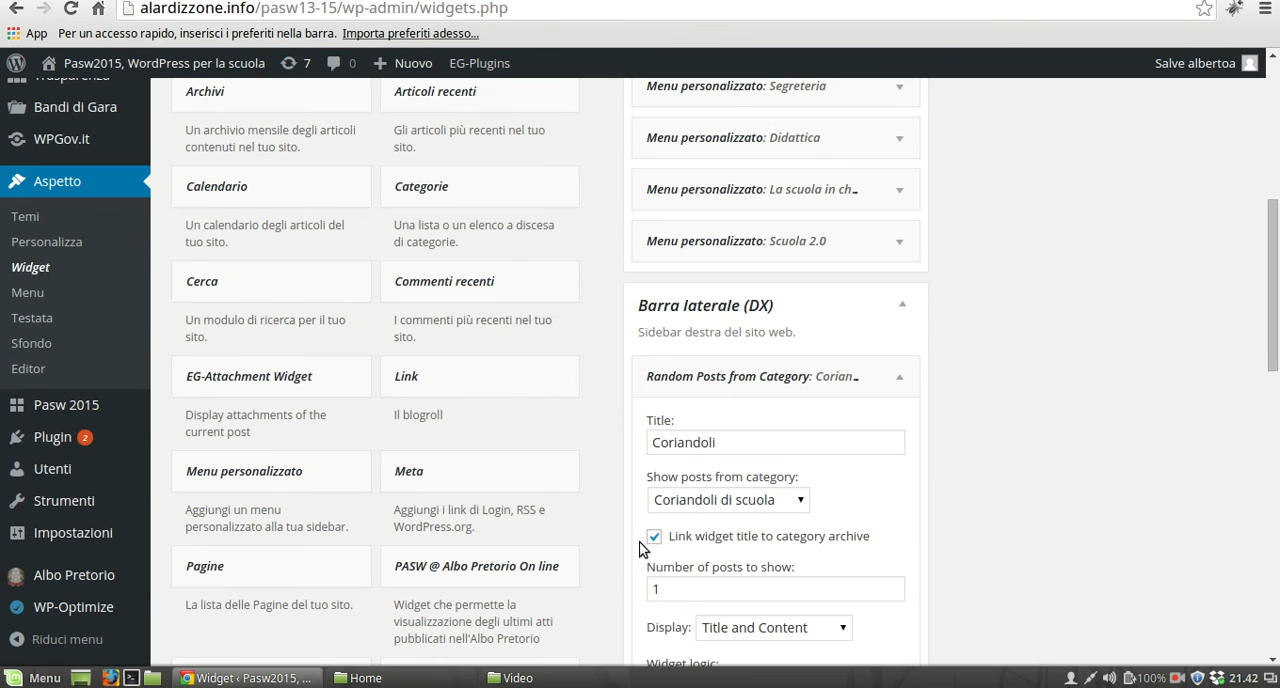 alardizzone.info/pasw13-15/wp-admin/widgets.php
App Per un accesso rapido, inserisci i preferiti nella barra. Importa preferiti adesso...
Pasw2015, WordPress per la scuola 7 0 Nuovo EG-Plugins Salve albertoa
Trasparenza
Bandi di Gara
WPGov.it
Aspetto
Temi
Personalizza
Widget
Menu
Testata
Sfondo
Editor
Pasw 2015
Plugin 2
Utenti
Strumenti
Impostazioni
Albo Pretorio
WP-Optimize
Riduci menu
Archivi
Un archivio mensile degli articoli
contenuti nel tuo sito.
Articoli recenti
Gli articoli più recenti nel tuo
sito.
Calendario
Un calendario degli articoli del
tuo sito.
Categorie
Una lista o un elenco a discesa
di categorie.
Cerca
Un modulo di ricerca per il tuo
sito.
Commenti recenti
I commenti più recenti nel tuo
sito.
EG-Attachment Widget
Display attachments of the
current post
Link
Il blogroll
Menu personalizzato
Aggiungi un menu
personalizzato alla tua sidebar.
Meta
Aggiungi i link di Login, RSS e
WordPress.org.
Pagine
La lista delle Pagine del tuo sito.
PASW @ Albo Pretorio On line
Widget che permette la
visualizzazione degli ultimi atti
pubblicati nell'Albo Pretorio
Menu personalizzato: Segreteria
Menu personalizzato: Didattica
Menu personalizzato: La scuola in ch...
Menu personalizzato: Scuola 2.0
Barra laterale (DX)
Sidebar destra del sito web.
Random Posts from Category: Corian...
Title:
Coriandoli
Show posts from category:
Coriandoli di scuola
Link widget title to category archive
Number of posts to show:
1
Display: Title and Content
Widget logic:
Menu Widget ‹ Pasw2015, ... Home Video 100% 21.42